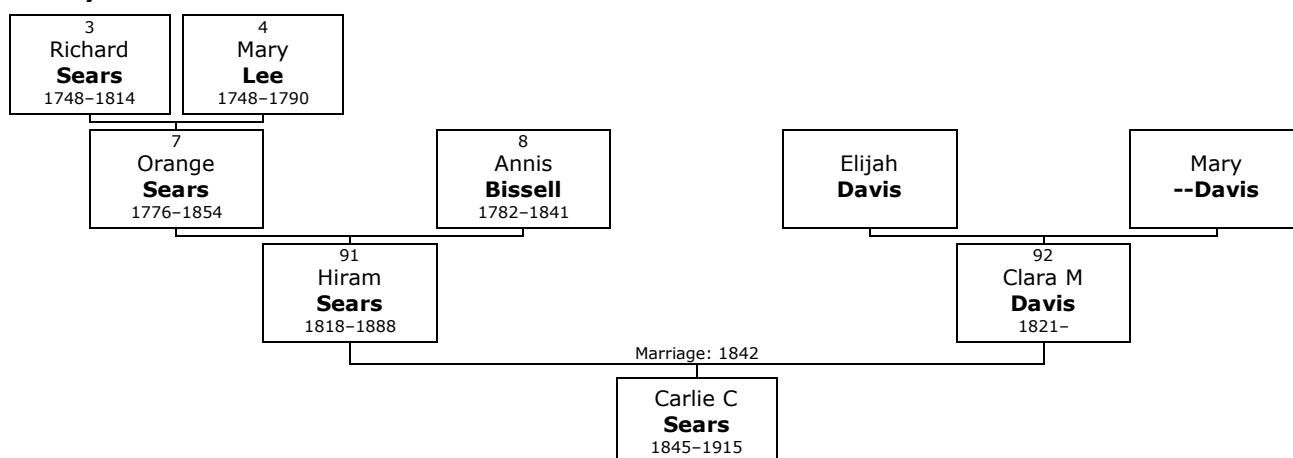 3
Richard
Sears
1748–1814
4
Mary
Lee
1748–1790
7
Orange
Sears
1776–1854
8
Annis
Bissell
1782–1841
Elijah
Davis
Mary
--Davis
91
Hiram
Sears
1818–1888
92
Clara M
Davis
1821–
Marriage: 1842
Carlie C
Sears
1845–1915